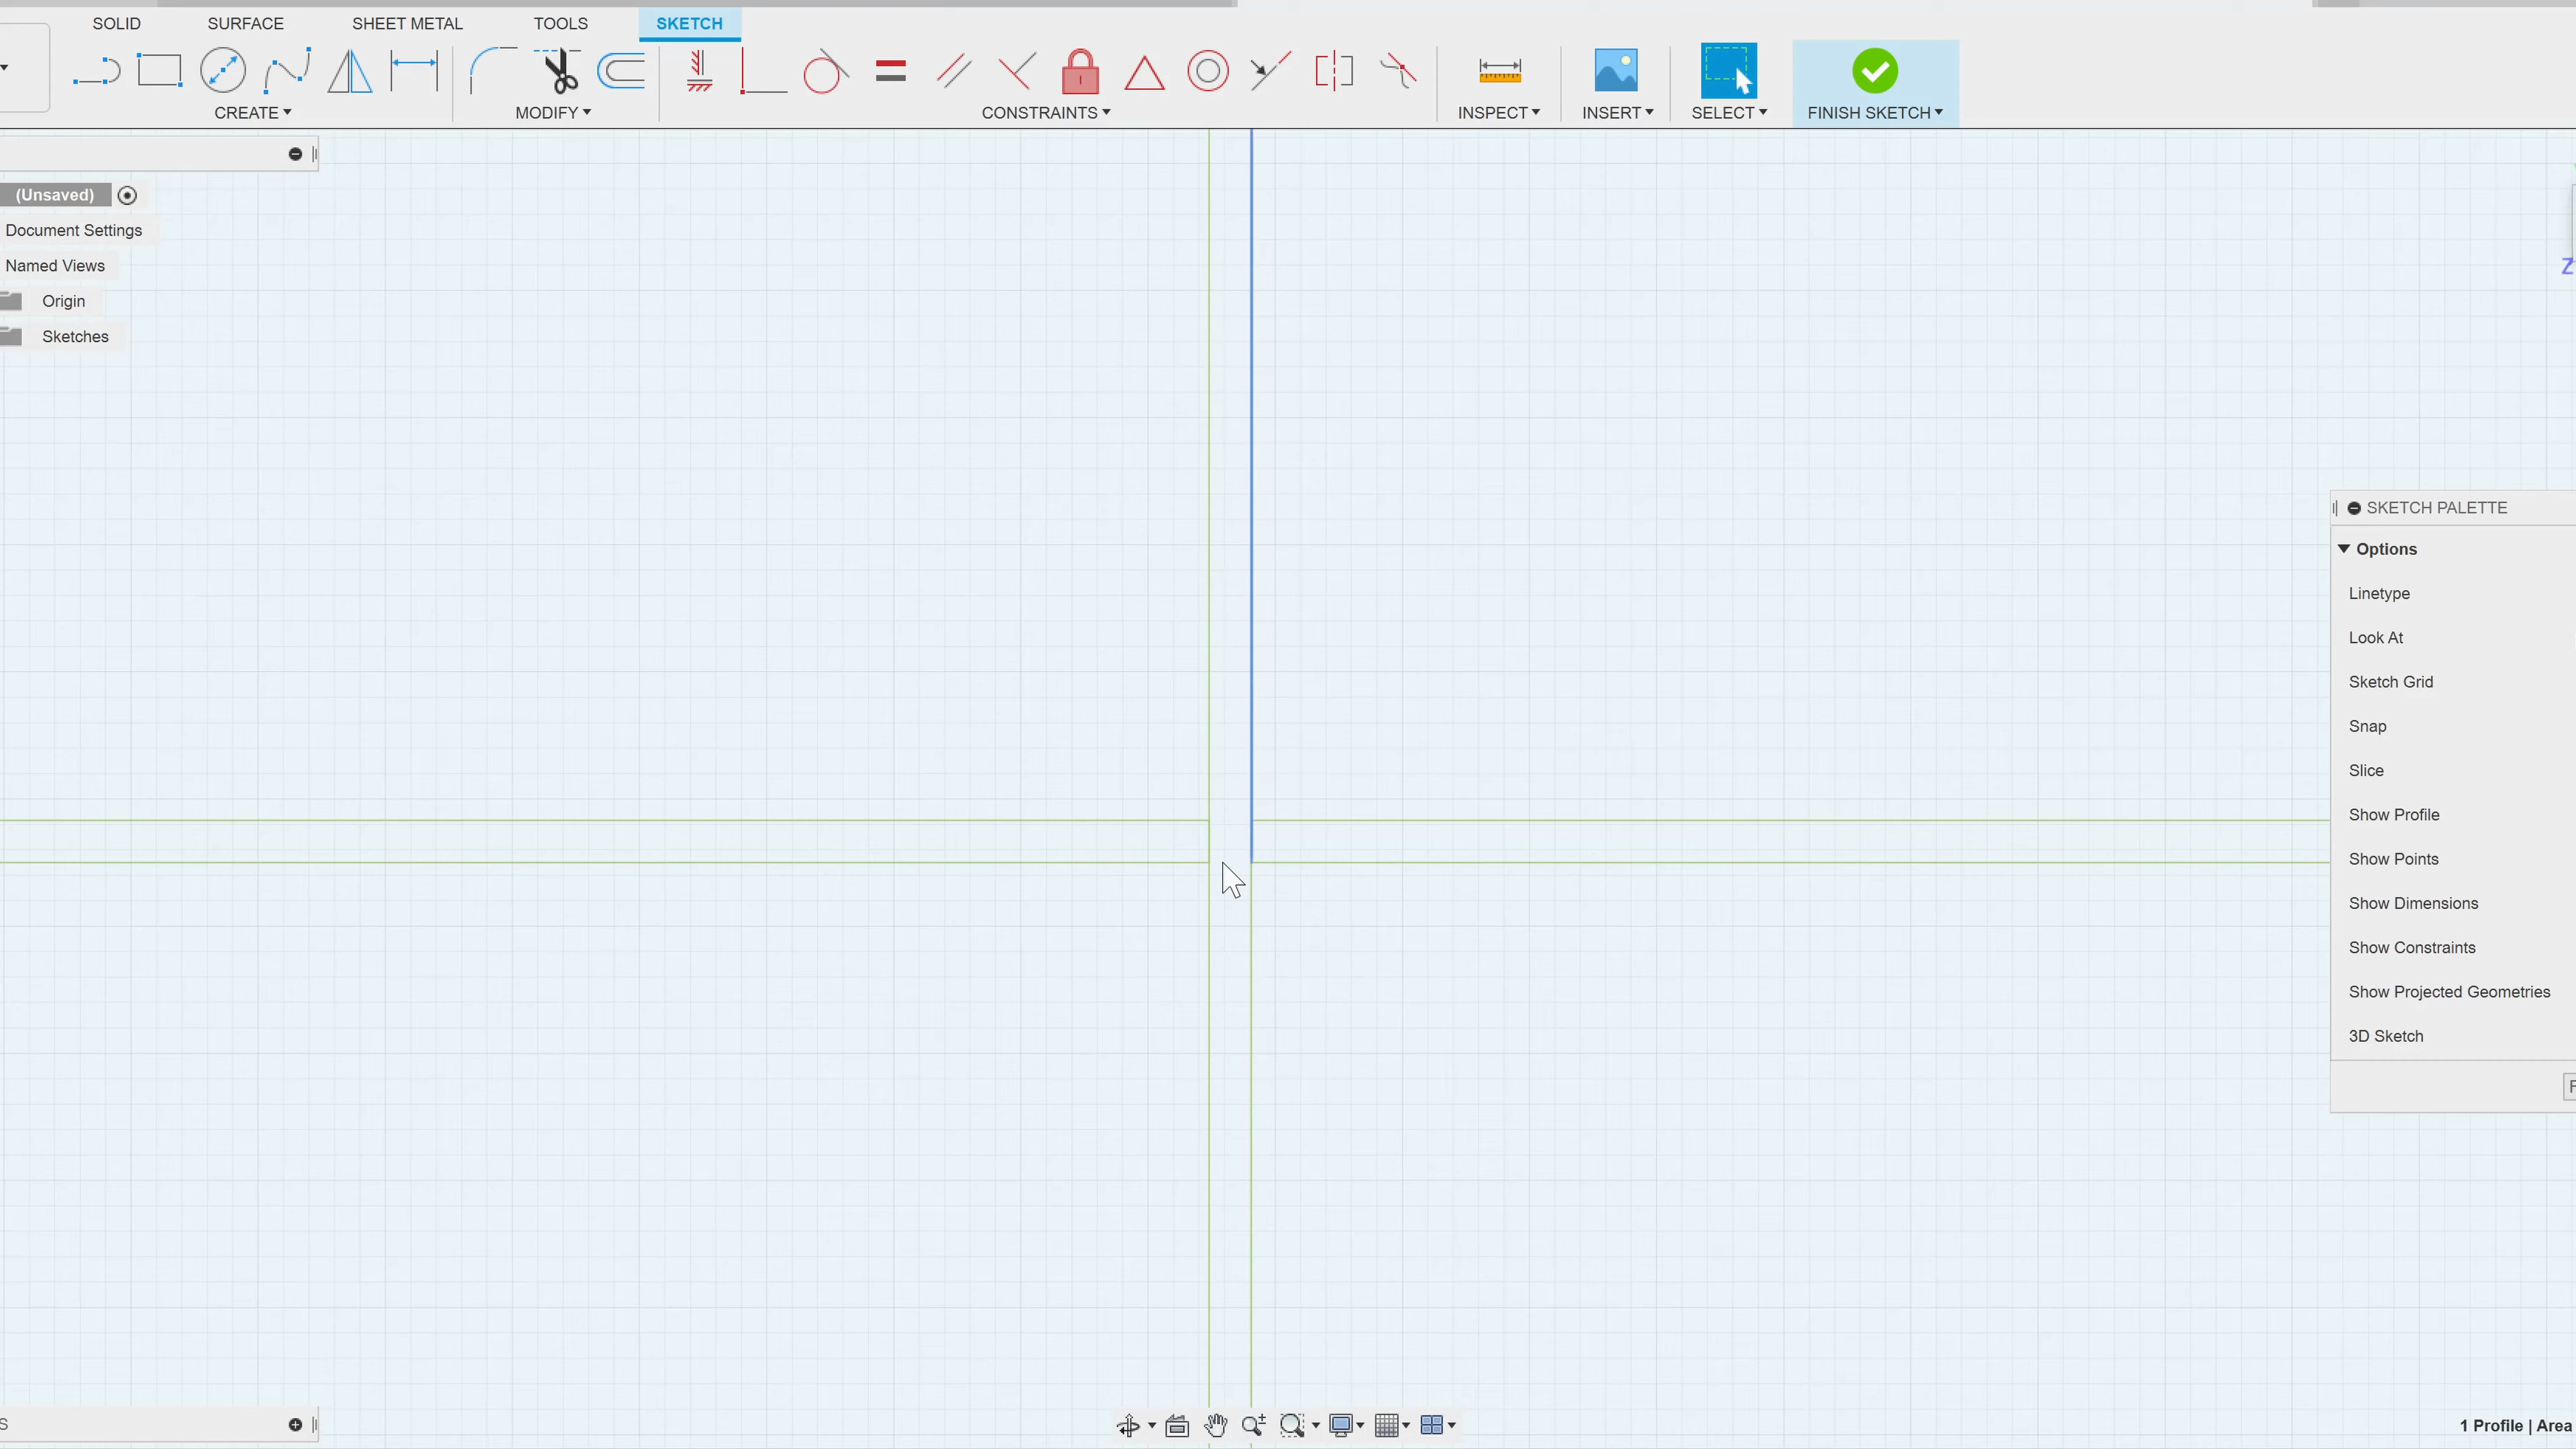 SOLID SURFACE SHEET METAL TOOLS SKETCH
CREATE MODIFY CONSTRAINTS INSPECT INSERT SELECT FINISH SKETCH
(Unsaved)
Document Settings
Named Views
Origin
Sketches
Z
SKETCH PALETTE
Options
Linetype
Look At
Sketch Grid
Snap
Slice
Show Profile
Show Points
Show Dimensions
Show Constraints
Show Projected Geometries
3D Sketch
F
S
1 Profile | Area